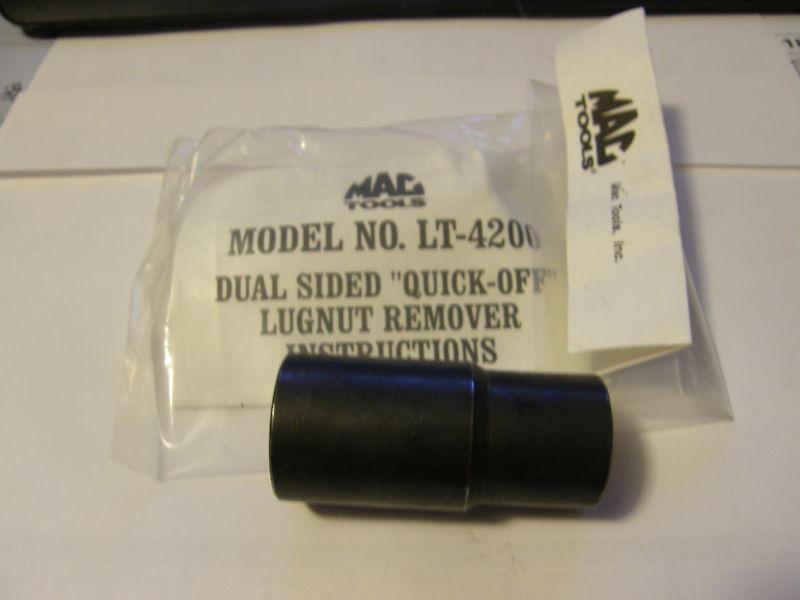 MAC
TOOLS
MODEL NO. LT-4200
DUAL SIDED "QUICK-OFF"
LUGNUT REMOVER
INSTRUCTIONS
MAC
TOOLS
Mac Tools, Inc.